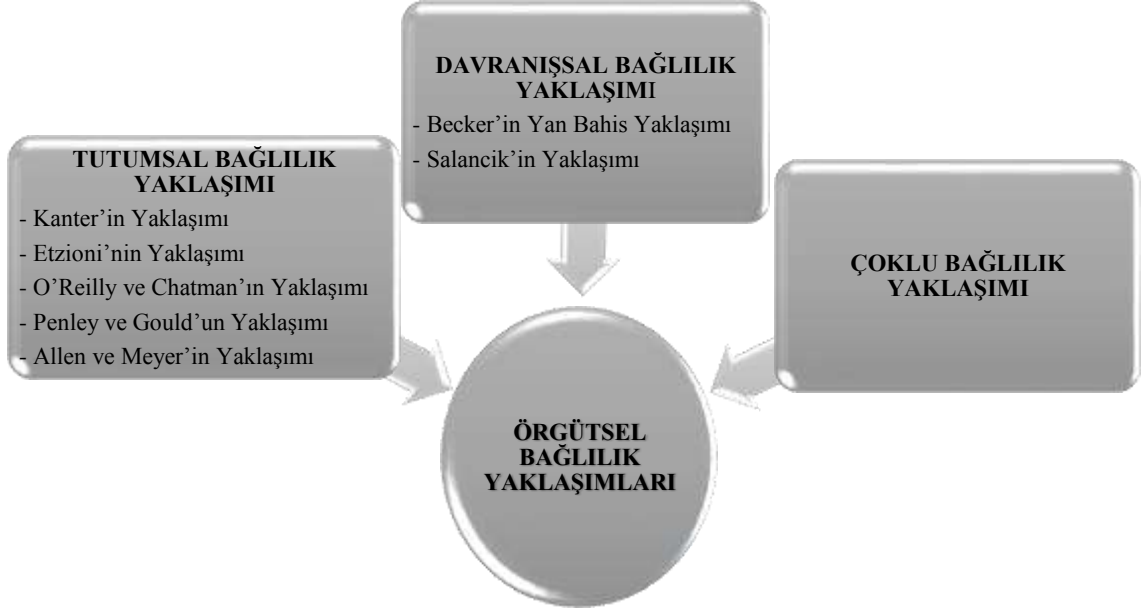 TUTUMSAL BAĞLILIK
YAKLAŞIMI
- Kanter’in Yaklaşımı
- Etzioni’nin Yaklaşımı
- O’Reilly ve Chatman’ın Yaklaşımı
- Penley ve Gould’un Yaklaşımı
- Allen ve Meyer’in Yaklaşımı
DAVRANIŞSAL BAĞLILIK
YAKLAŞIMI
- Becker’in Yan Bahis Yaklaşımı
- Salancik’in Yaklaşımı
ÇOKLU BAĞLILIK
YAKLAŞIMI
ÖRGÜTSEL
BAĞLILIK
YAKLAŞIMLARI